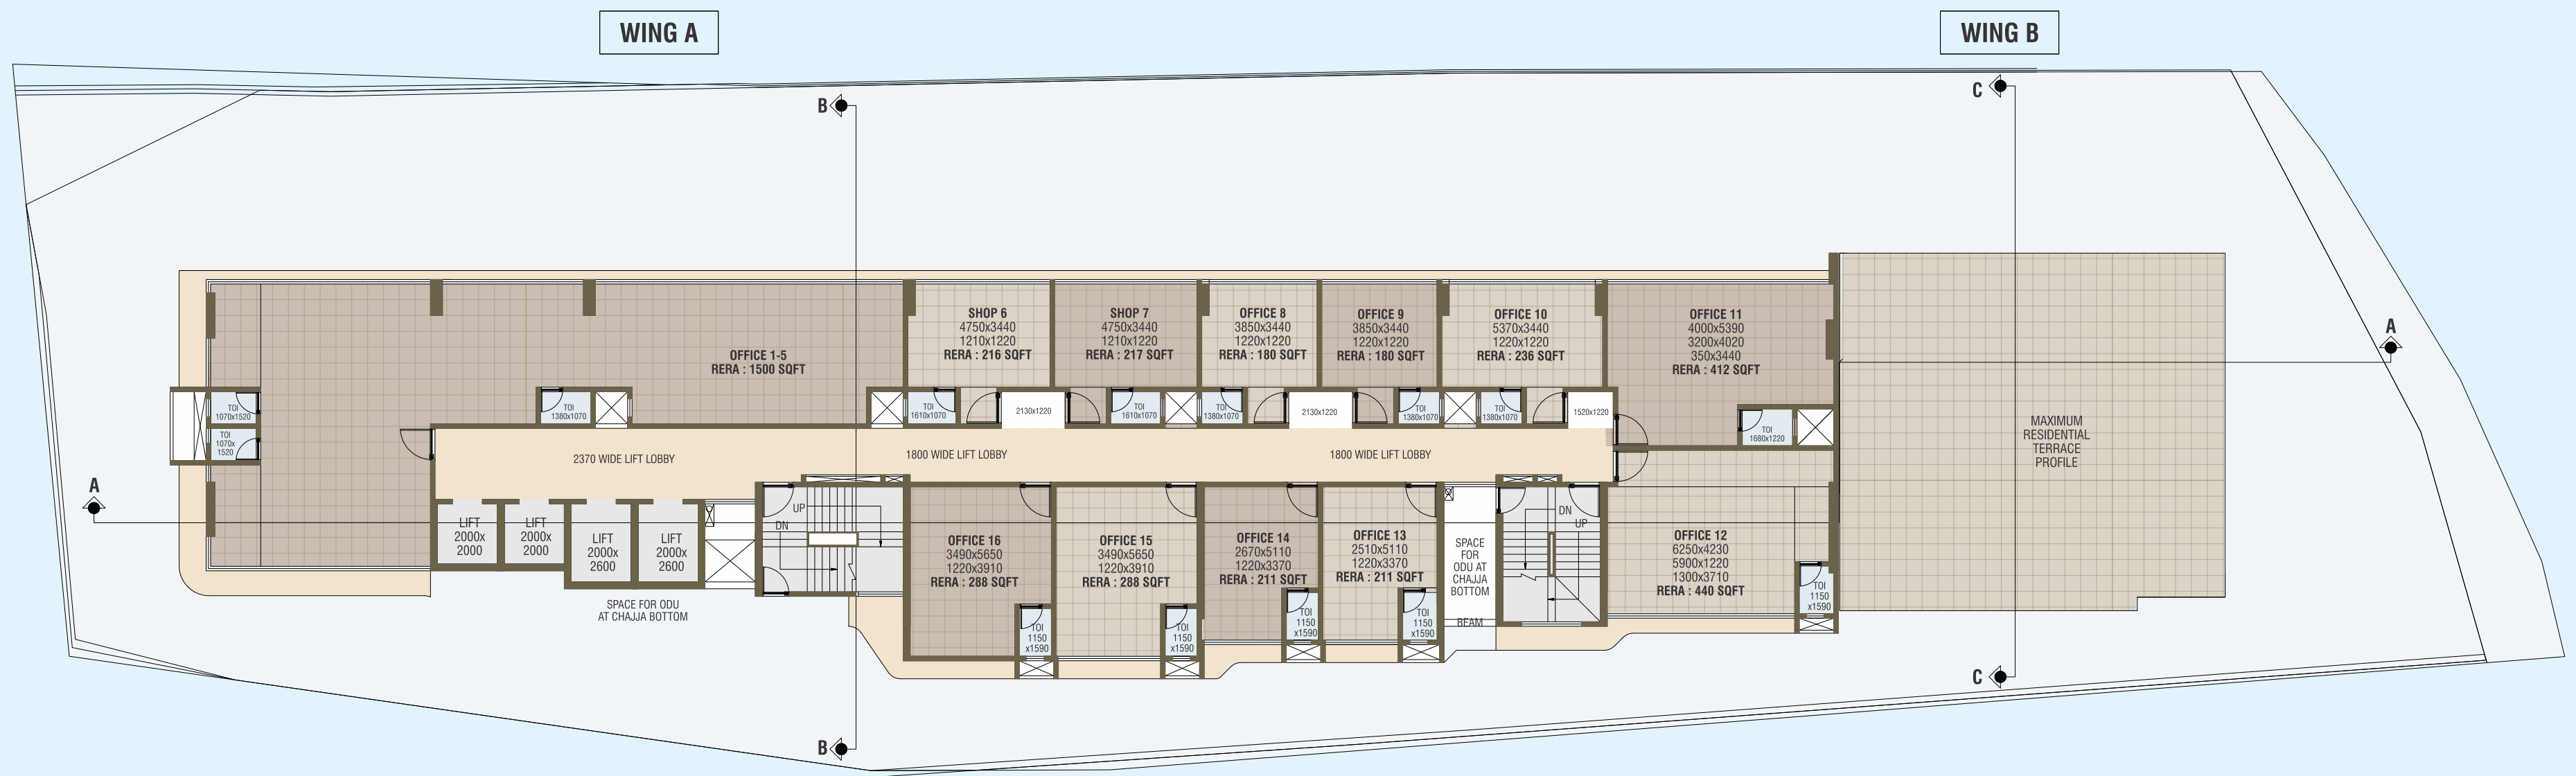 WING A
WING B
B
C
A
OFFICE 1-5
RERA : 1500 SQFT
SHOP 6
4750x3440
1210x1220
RERA : 216 SQFT
SHOP 7
4750x3440
1210x1220
RERA : 217 SQFT
OFFICE 8
3850x3440
1220x1220
RERA : 180 SQFT
OFFICE 9
3850x3440
1220x1220
RERA : 180 SQFT
OFFICE 10
5370x3440
1220x1220
RERA : 236 SQFT
OFFICE 11
4000x5390
3200x4020
350x3440
RERA : 412 SQFT
MAXIMUM
RESIDENTIAL
TERRACE
PROFILE
TOI
1070x1520
TOI
1070x
1520
TOI
1380x1070
TOI
1610x1070
2130x1220
TOI
1610x1070
TOI
1380x1070
2130x1220
TOI
1380x1070
TOI
1380x1070
1520x1220
TOI
1680x1220
2370 WIDE LIFT LOBBY
1800 WIDE LIFT LOBBY
1800 WIDE LIFT LOBBY
A
LIFT
2000x
2000
LIFT
2000x
2000
LIFT
2000x
2600
LIFT
2000x
2600
UP
DN
OFFICE 16
3490x5650
1220x3910
RERA : 288 SQFT
OFFICE 15
3490x5650
1220x3910
RERA : 288 SQFT
OFFICE 14
2670x5110
1220x3370
RERA : 211 SQFT
OFFICE 13
2510x5110
1220x3370
RERA : 211 SQFT
SPACE
FOR
ODU AT
CHAJJA
BOTTOM
BEAM
DN
UP
OFFICE 12
6250x4230
5900x1220
1300x3710
RERA : 440 SQFT
TOI
1150
x1590
TOI
1150
x1590
TOI
1150
x1590
TOI
1150
x1590
TOI
1150
x1590
SPACE FOR ODU
AT CHAJJA BOTTOM
C
B